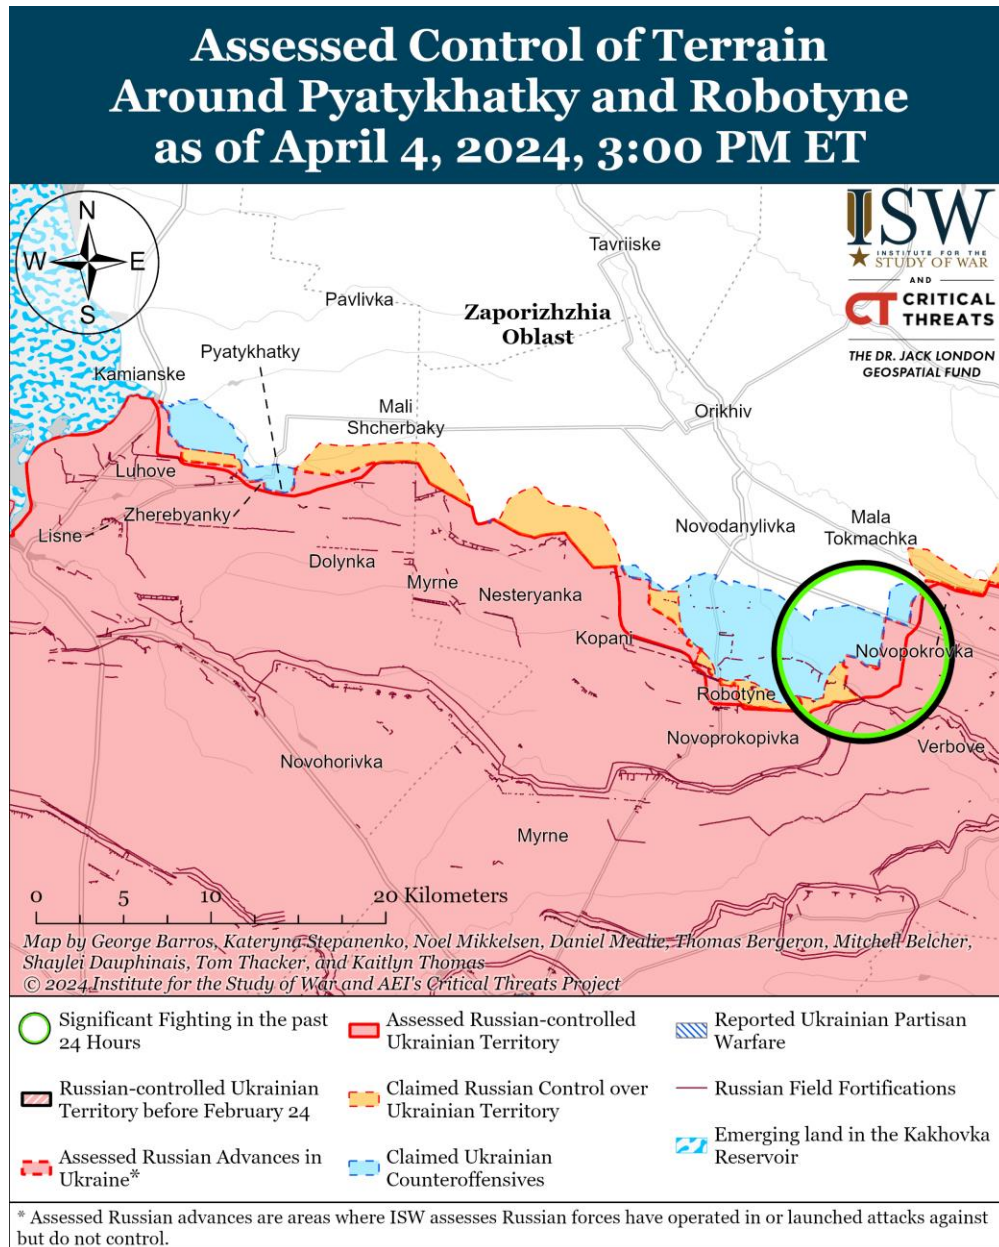 Assessed Control of Terrain
Around Pyatykhatky and Robotyne
as of April 4, 2024, 3:00 PM ET
N
W E
S
ISW
INSTITUTE FOR THE
STUDY OF WAR
AND
CT CRITICAL
THREATS
THE DR. JACK LONDON
GEOSPATIAL FUND
Tavriiske
Pavlivka
Zaporizhzhia
Oblast
Pyatykhatky
Kamianske
Mali
Shcherbaky
Orikhiv
Luhove
Zherebyanky
Novodanylivka
Mala
Tokmachka
Lisne
Dolynka
Myrne
Nesteryanka
Kopani
Novopokrovka
Robotyne
Novoprokopivka
Verbove
Novohorivka
Myrne
0 5 10 20 Kilometers
Map by George Barros, Kateryna Stepanenko, Noel Mikkelsen, Daniel Mealie, Thomas Bergeron, Mitchell Belcher,
Shaylei Dauphinais, Tom Thacker, and Kaitlyn Thomas
© 2024 Institute for the Study of War and AEI's Critical Threats Project
Significant Fighting in the past
24 Hours
Russian-controlled Ukrainian
Territory before February 24
Assessed Russian Advances in
Ukraine*
Assessed Russian-controlled
Ukrainian Territory
Claimed Russian Control over
Ukrainian Territory
Claimed Ukrainian
Counteroffensives
Reported Ukrainian Partisan
Warfare
Russian Field Fortifications
Emerging land in the Kakhovka
Reservoir
* Assessed Russian advances are areas where ISW assesses Russian forces have operated in or launched attacks against
but do not control.